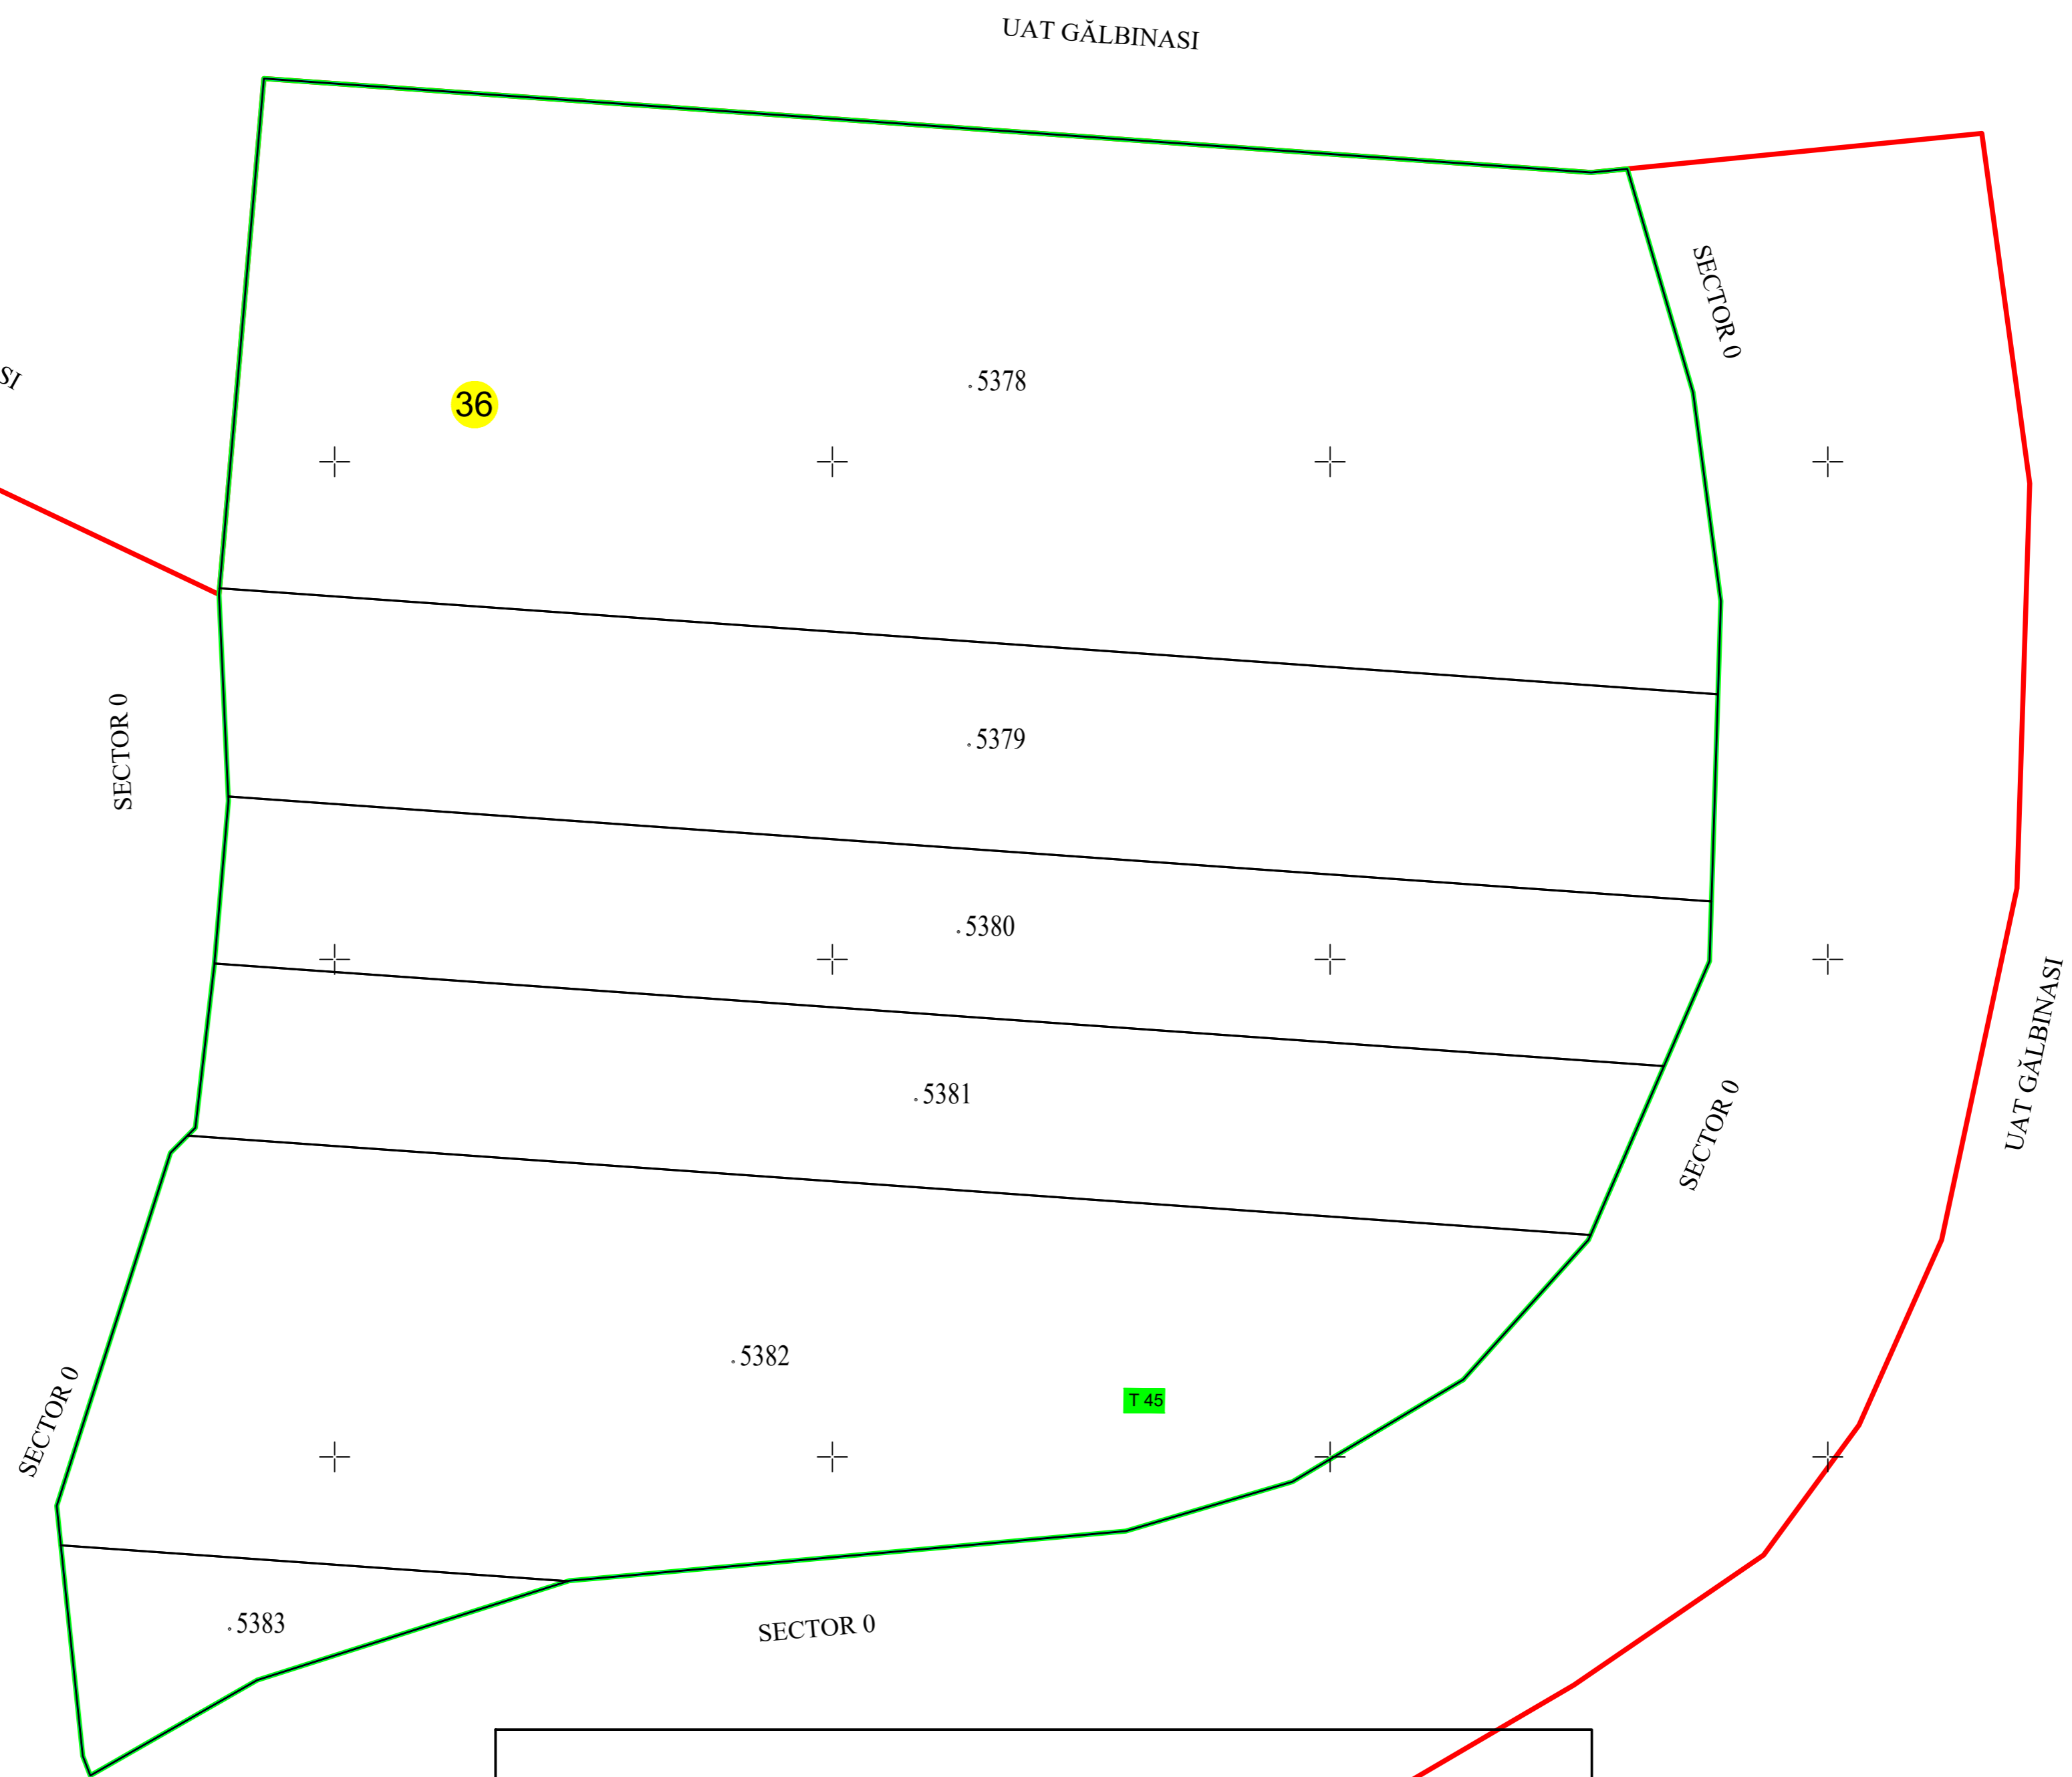 UAT GĂLBINASI
SECTOR 0
SI
36
5378
SECTOR 0
5379
5380
UAT GĂLBINASI
5381
SECTOR 0
5382
SECTOR 0
T 45
5383
SECTOR 0